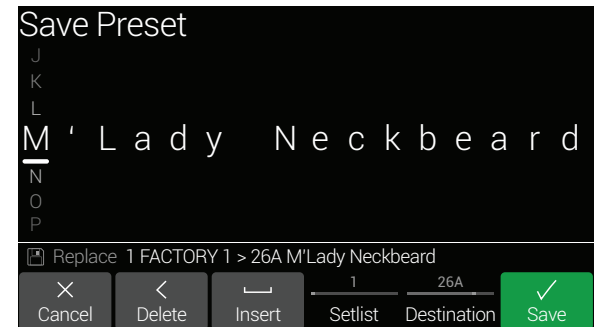 Save Preset
J
K
L
M ‘ L a d y N e c k b e a r d
N
O
P
Replace 1 FACTORY 1 > 26A M'Lady Neckbeard
1 26A
Cancel Delete Insert Setlist Destination Save